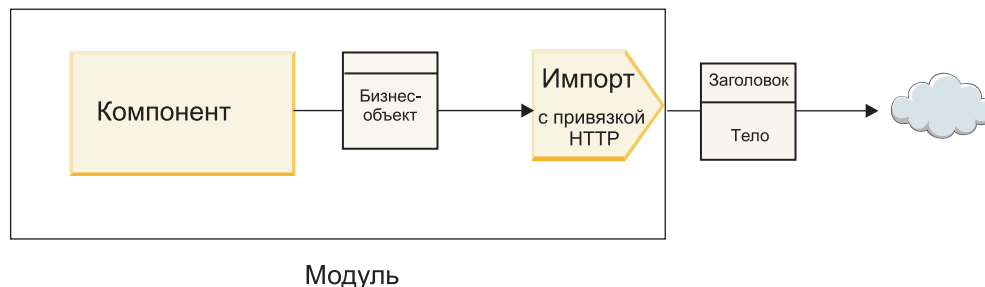 Компонент
Бизнес-
объект
Импорт
с привязкой
HTTP
Заголовок
Тело
Модуль